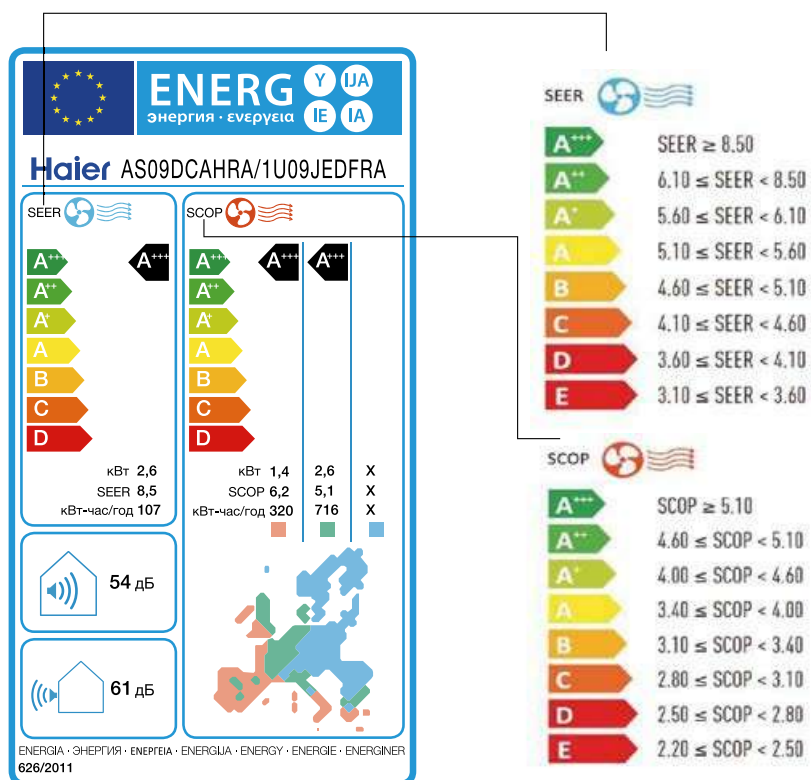 ENERG
енергия · ενεργεια
Y IJA
IE IA
Haier AS09DCAHRA/1U09JEDFRA
SEER
A+++ A+++
A++
A+
A
B
C
D
кВт 2,6
SEER 8,5
кВт-час/год 107
SCOP
A+++ A+++ A+++
A++
A+
A
B
C
D
кВт 1,4 2,6 X
SCOP 6,2 5,1 X
кВт-час/год 320 716 X
54 дБ
61 дБ
ENERGIA · ЭНЕРГИЯ · ΕΝΕΡΓΕΙΑ · ENERGIJA · ENERGY · ENERGIE · ENERGINER
626/2011
SEER
A+++ SEER ≥ 8.50
A++ 6.10 ≤ SEER < 8.50
A+ 5.60 ≤ SEER < 6.10
A 5.10 ≤ SEER < 5.60
B 4.60 ≤ SEER < 5.10
C 4.10 ≤ SEER < 4.60
D 3.60 ≤ SEER < 4.10
E 3.10 ≤ SEER < 3.60
SCOP
A+++ SCOP ≥ 5.10
A++ 4.60 ≤ SCOP < 5.10
A+ 4.00 ≤ SCOP < 4.60
A 3.40 ≤ SCOP < 4.00
B 3.10 ≤ SCOP < 3.40
C 2.80 ≤ SCOP < 3.10
D 2.50 ≤ SCOP < 2.80
E 2.20 ≤ SCOP < 2.50